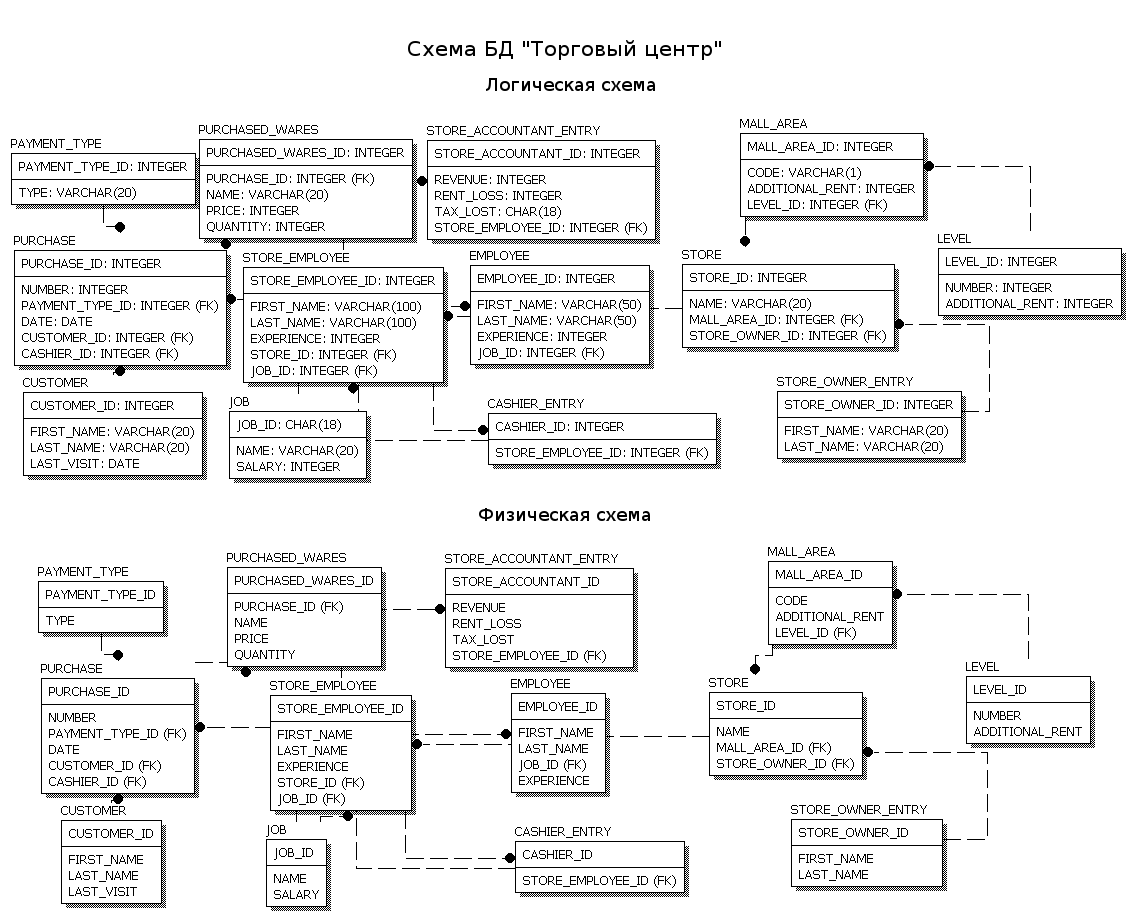 Схема БД "Торговый центр"
Логическая схема
PAYMENT_TYPE
PAYMENT_TYPE_ID: INTEGER
TYPE: VARCHAR(20)
PURCHASED_WARES
PURCHASED_WARES_ID: INTEGER
PURCHASE_ID: INTEGER (FK)
NAME: VARCHAR(20)
PRICE: INTEGER
QUANTITY: INTEGER
STORE_ACCOUNTANT_ENTRY
STORE_ACCOUNTANT_ID: INTEGER
REVENUE: INTEGER
RENT_LOSS: INTEGER
TAX_LOST: CHAR(18)
STORE_EMPLOYEE_ID: INTEGER (FK)
MALL_AREA
MALL_AREA_ID: INTEGER
CODE: VARCHAR(1)
ADDITIONAL_RENT: INTEGER
LEVEL_ID: INTEGER (FK)
PURCHASE
PURCHASE_ID: INTEGER
NUMBER: INTEGER
PAYMENT_TYPE_ID: INTEGER (FK)
DATE: DATE
CUSTOMER_ID: INTEGER (FK)
CASHIER_ID: INTEGER (FK)
STORE_EMPLOYEE
STORE_EMPLOYEE_ID: INTEGER
FIRST_NAME: VARCHAR(100)
LAST_NAME: VARCHAR(100)
EXPERIENCE: INTEGER
STORE_ID: INTEGER (FK)
JOB_ID: INTEGER (FK)
EMPLOYEE
EMPLOYEE_ID: INTEGER
FIRST_NAME: VARCHAR(50)
LAST_NAME: VARCHAR(50)
EXPERIENCE: INTEGER
JOB_ID: INTEGER (FK)
STORE
STORE_ID: INTEGER
NAME: VARCHAR(20)
MALL_AREA_ID: INTEGER (FK)
STORE_OWNER_ID: INTEGER (FK)
LEVEL
LEVEL_ID: INTEGER
NUMBER: INTEGER
ADDITIONAL_RENT: INTEGER
CUSTOMER
CUSTOMER_ID: INTEGER
FIRST_NAME: VARCHAR(20)
LAST_NAME: VARCHAR(20)
LAST_VISIT: DATE
JOB
JOB_ID: CHAR(18)
NAME: VARCHAR(20)
SALARY: INTEGER
CASHIER_ENTRY
CASHIER_ID: INTEGER
STORE_EMPLOYEE_ID: INTEGER (FK)
STORE_OWNER_ENTRY
STORE_OWNER_ID: INTEGER
FIRST_NAME: VARCHAR(20)
LAST_NAME: VARCHAR(20)
Физическая схема
PAYMENT_TYPE
PAYMENT_TYPE_ID
TYPE
PURCHASED_WARES
PURCHASED_WARES_ID
PURCHASE_ID (FK)
NAME
PRICE
QUANTITY
STORE_ACCOUNTANT_ENTRY
STORE_ACCOUNTANT_ID
REVENUE
RENT_LOSS
TAX_LOST
STORE_EMPLOYEE_ID (FK)
MALL_AREA
MALL_AREA_ID
CODE
ADDITIONAL_RENT
LEVEL_ID (FK)
PURCHASE
PURCHASE_ID
NUMBER
PAYMENT_TYPE_ID (FK)
DATE
CUSTOMER_ID (FK)
CASHIER_ID (FK)
STORE_EMPLOYEE
STORE_EMPLOYEE_ID
FIRST_NAME
LAST_NAME
EXPERIENCE
STORE_ID (FK)
JOB_ID (FK)
EMPLOYEE
EMPLOYEE_ID
FIRST_NAME
LAST_NAME
JOB_ID (FK)
EXPERIENCE
STORE
STORE_ID
NAME
MALL_AREA_ID (FK)
STORE_OWNER_ID (FK)
LEVEL
LEVEL_ID
NUMBER
ADDITIONAL_RENT
CUSTOMER
CUSTOMER_ID
FIRST_NAME
LAST_NAME
LAST_VISIT
JOB
JOB_ID
NAME
SALARY
CASHIER_ENTRY
CASHIER_ID
STORE_EMPLOYEE_ID (FK)
STORE_OWNER_ENTRY
STORE_OWNER_ID
FIRST_NAME
LAST_NAME